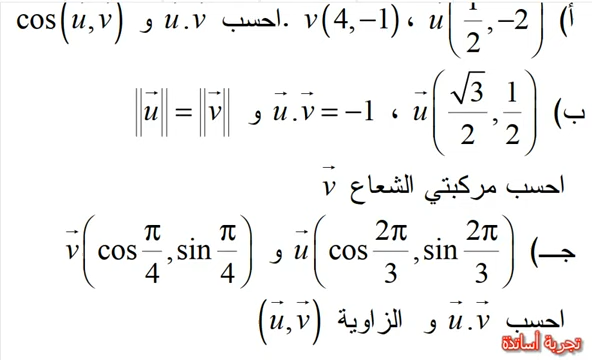 أ) u⃗(1/2, −2) ، v(4, −1) . احسب u⃗.v⃗ و cos(u⃗, v⃗)
ب) u⃗(√3/2, 1/2) ، u⃗.v⃗ = −1 و ‖u⃗‖ = ‖v⃗‖
احسب مركبتي الشعاع v⃗
جـ) u⃗(cos 2π/3, sin 2π/3) و v⃗(cos π/4, sin π/4)
احسب u⃗.v⃗ و الزاوية (u⃗, v⃗)
تجربة أساتذة